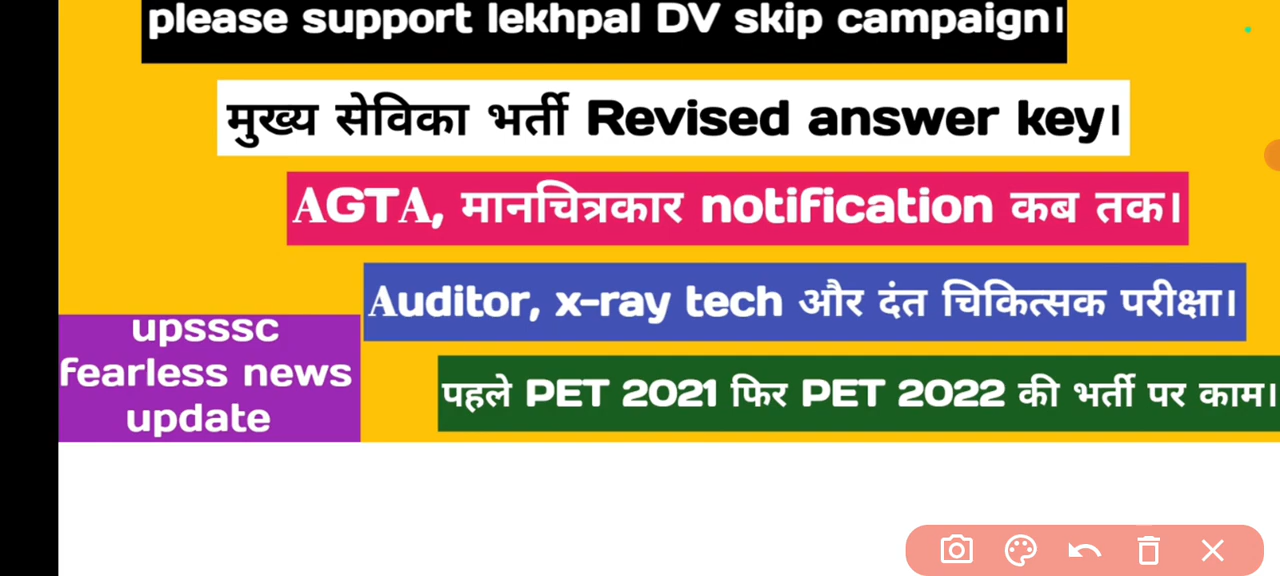 please support lekhpal DV skip campaign।
मुख्य सेविका भर्ती Revised answer key।
AGTA, मानचित्रकार notification कब तक।
Auditor, x-ray tech और दंत चिकित्सक परीक्षा।
upsssc
fearless news
update
पहले PET 2021 फिर PET 2022 की भर्ती पर काम।